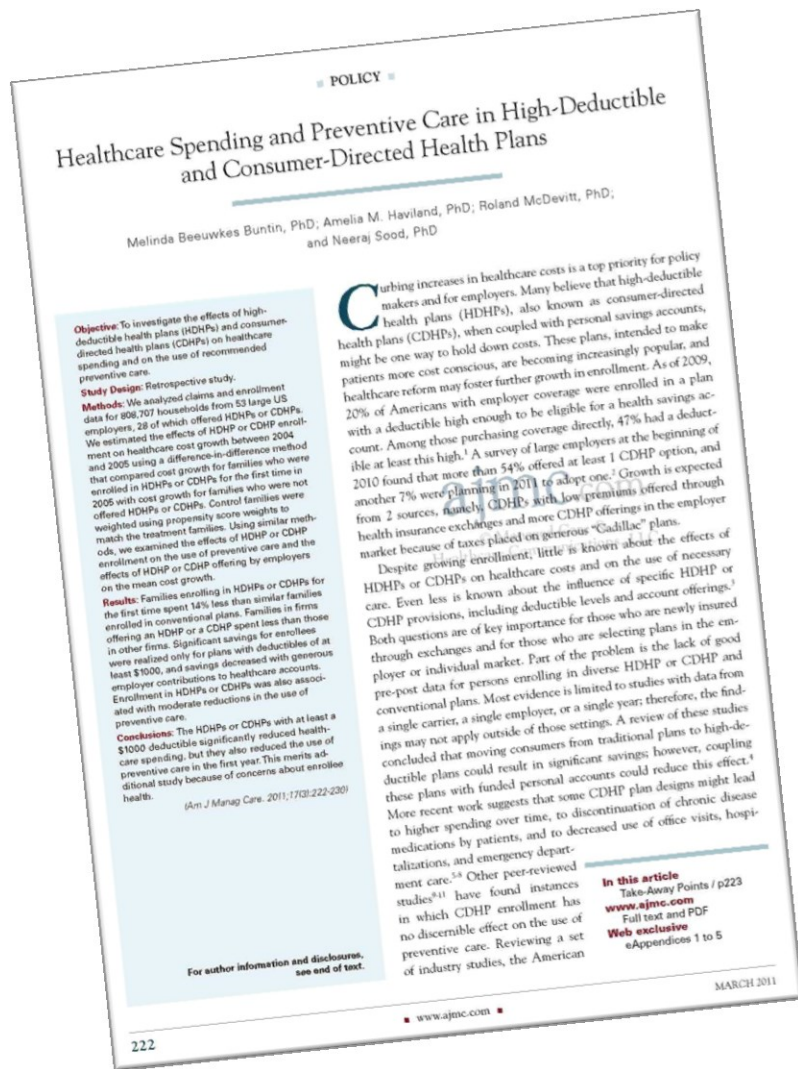 POLICY
Healthcare Spending and Preventive Care in High-Deductible
and Consumer-Directed Health Plans
Melinda Beeuwkes Buntin, PhD; Amelia M. Haviland, PhD; Roland McDevitt, PhD;
and Neeraj Sood, PhD
Objective: To investigate the effects of high-
deductible health plans (HDHPs) and consumer-
directed health plans (CDHPs) on healthcare
spending and on the use of recommended
preventive care.
Study Design: Retrospective study.
Methods: We analyzed claims and enrollment
data for 808,707 households from 53 large US
employers, 28 of which offered HDHPs or CDHPs.
We estimated the effects of HDHP or CDHP enroll-
ment on healthcare cost growth between 2004
and 2005 using a difference-in-difference method
that compared cost growth for families who were
enrolled in HDHPs or CDHPs for the first time in
2005 with cost growth for families who were not
offered HDHPs or CDHPs. Control families were
weighted using propensity score weights to
match the treatment families. Using similar meth-
ods, we examined the effects of HDHP or CDHP
enrollment on the use of preventive care and the
effects of HDHP or CDHP offering by employers
on the mean cost growth.
Results: Families enrolling in HDHPs or CDHPs for
the first time spent 14% less than similar families
enrolled in conventional plans. Families in firms
offering an HDHP or a CDHP spent less than those
in other firms. Significant savings for enrollees
were realized only for plans with deductibles of at
least $1000, and savings decreased with generous
employer contributions to healthcare accounts.
Enrollment in HDHPs or CDHPs was also associ-
ated with moderate reductions in the use of
preventive care.
Conclusions: The HDHPs or CDHPs with at least a
$1000 deductible significantly reduced health-
care spending, but they also reduced the use of
preventive care in the first year. This merits ad-
ditional study because of concerns about enrollee
health.
(Am J Manag Care. 2011;17(3):222-230)
For author information and disclosures,
see end of text.
Curbing increases in healthcare costs is a top priority for policy
makers and for employers. Many believe that high-deductible
health plans (HDHPs), also known as consumer-directed
health plans (CDHPs), when coupled with personal savings accounts,
might be one way to hold down costs. These plans, intended to make
patients more cost conscious, are becoming increasingly popular, and
healthcare reform may foster further growth in enrollment. As of 2009,
20% of Americans with employer coverage were enrolled in a plan
with a deductible high enough to be eligible for a health savings ac-
count. Among those purchasing coverage directly, 47% had a deduct-
ible at least this high.1 A survey of large employers at the beginning of
2010 found that more than 54% offered at least 1 CDHP option, and
another 7% were planning in 2011 to adopt one.2 Growth is expected
from 2 sources, namely, CDHPs with low premiums offered through
health insurance exchanges and more CDHP offerings in the employer
market because of taxes placed on generous “Cadillac” plans.
Despite growing enrollment, little is known about the effects of
HDHPs or CDHPs on healthcare costs and on the use of necessary
care. Even less is known about the influence of specific HDHP or
CDHP provisions, including deductible levels and account offerings.3
Both questions are of key importance for those who are newly insured
through exchanges and for those who are selecting plans in the em-
ployer or individual market. Part of the problem is the lack of good
pre-post data for persons enrolling in diverse HDHP or CDHP and
conventional plans. Most evidence is limited to studies with data from
a single carrier, a single employer, or a single year; therefore, the find-
ings may not apply outside of those settings. A review of these studies
concluded that moving consumers from traditional plans to high-de-
ductible plans could result in significant savings; however, coupling
these plans with funded personal accounts could reduce this effect.4
More recent work suggests that some CDHP plan designs might lead
to higher spending over time, to discontinuation of chronic disease
medications by patients, and to decreased use of office visits, hospi-
talizations, and emergency depart-
ment care.5-8 Other peer-reviewed
studies9-11 have found instances
in which CDHP enrollment has
no discernible effect on the use of
preventive care. Reviewing a set
of industry studies, the American
In this article
Take-Away Points / p223
www.ajmc.com
Full text and PDF
Web exclusive
eAppendices 1 to 5
222
www.ajmc.com
MARCH 2011
ajmc.com